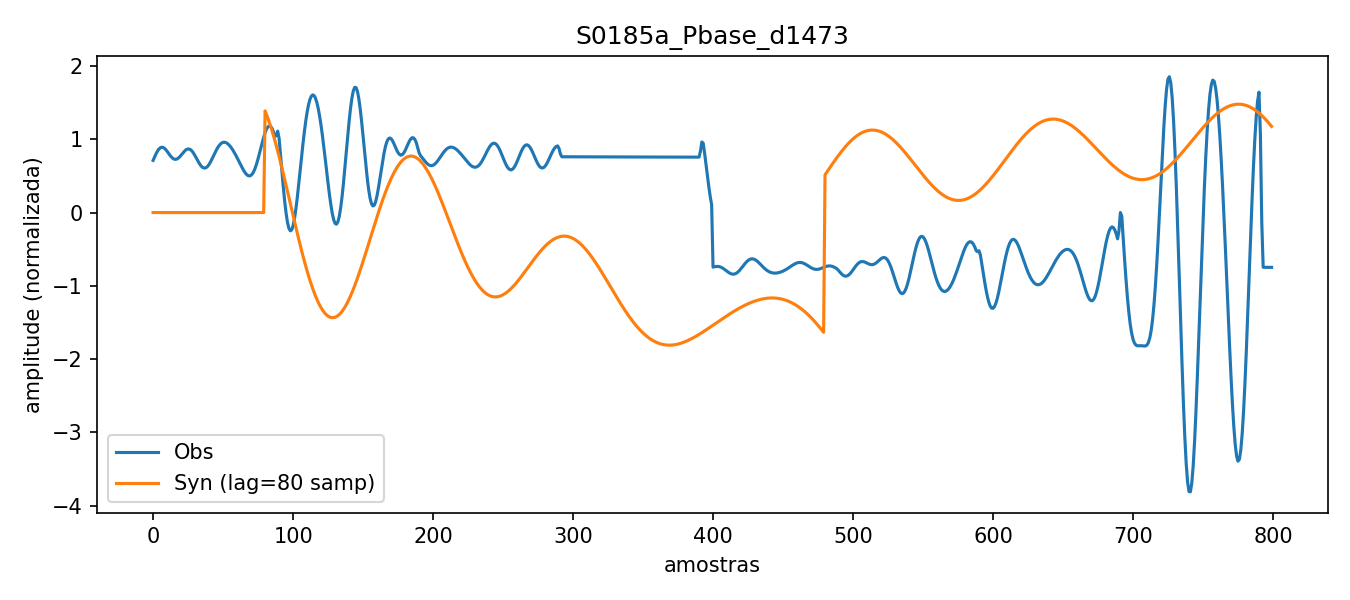 S0185a_Pbase_d1473
amplitude (normalizada)
2
1
0
−1
−2
−3
−4
Obs
Syn (lag=80 samp)
0 100 200 300 400 500 600 700 800
amostras